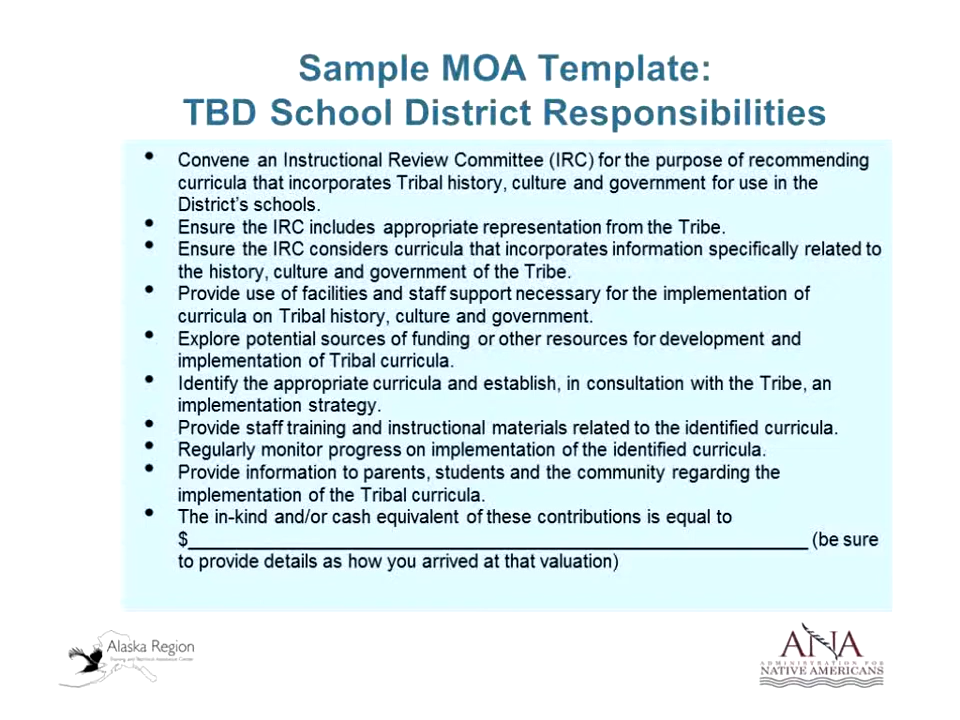 Sample MOA Template:
TBD School District Responsibilities
• Convene an Instructional Review Committee (IRC) for the purpose of recommending
curricula that incorporates Tribal history, culture and government for use in the
District's schools.
• Ensure the IRC includes appropriate representation from the Tribe.
• Ensure the IRC considers curricula that incorporates information specifically related to
the history, culture and government of the Tribe.
• Provide use of facilities and staff support necessary for the implementation of
curricula on Tribal history, culture and government.
• Explore potential sources of funding or other resources for development and
implementation of Tribal curricula.
• Identify the appropriate curricula and establish, in consultation with the Tribe, an
implementation strategy.
• Provide staff training and instructional materials related to the identified curricula.
• Regularly monitor progress on implementation of the identified curricula.
• Provide information to parents, students and the community regarding the
implementation of the Tribal curricula.
• The in-kind and/or cash equivalent of these contributions is equal to
$__________ (be sure
to provide details as how you arrived at that valuation)
Alaska Region
Training and Technical Assistance Center
ANA
ADMINISTRATION FOR
NATIVE AMERICANS